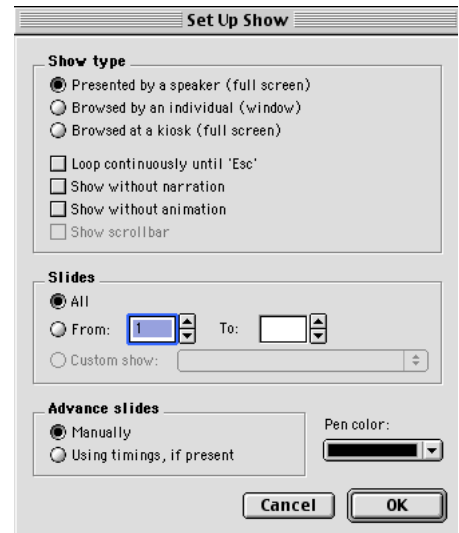 Set Up Show
Show type
Presented by a speaker (full screen)
Browsed by an individual (window)
Browsed at a kiosk (full screen)
Loop continuously until 'Esc'
Show without narration
Show without animation
Show scrollbar
Slides
All
From: 1 To:
Custom show:
Advance slides
Manually
Using timings, if present
Pen color:
Cancel OK